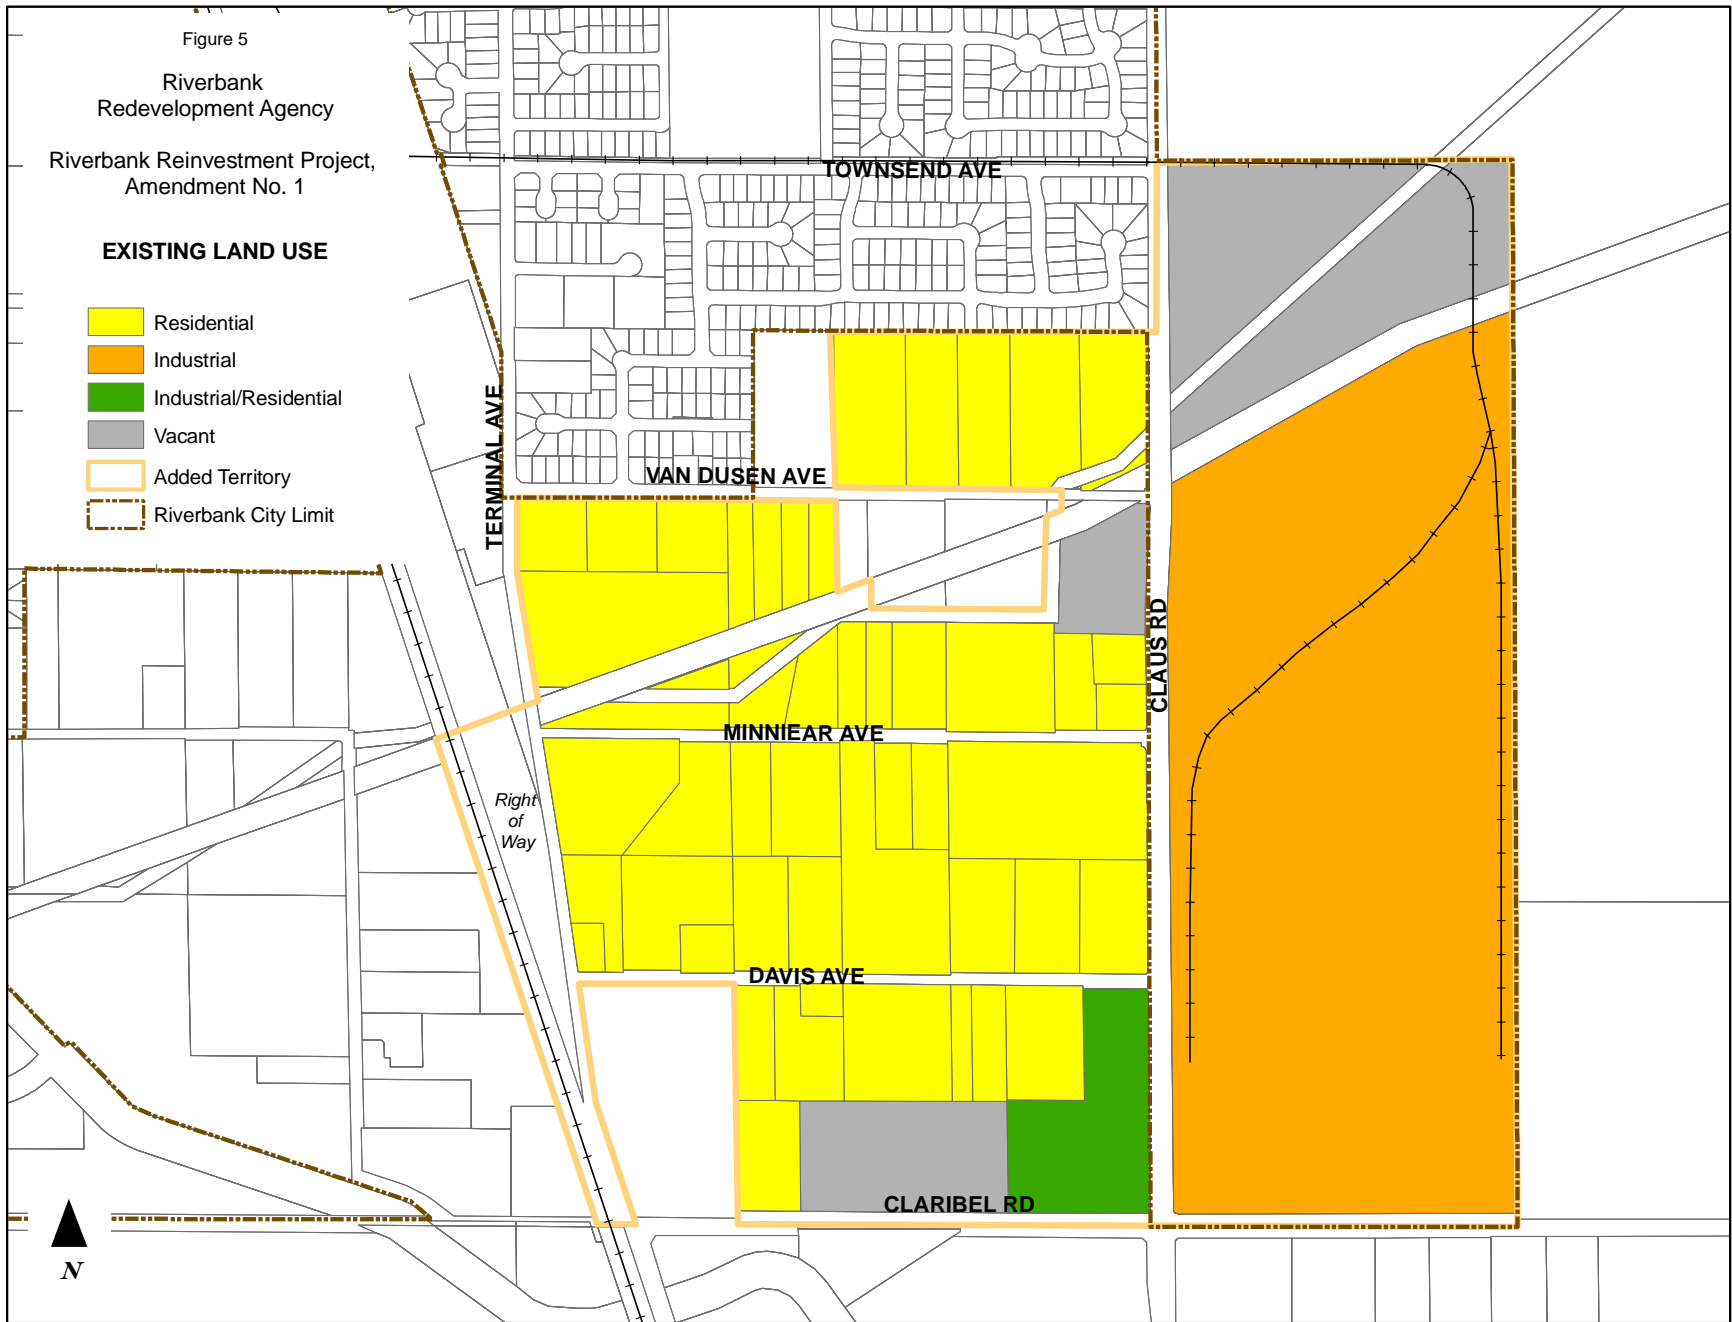 Figure 5
Riverbank
Redevelopment Agency
Riverbank Reinvestment Project,
Amendment No. 1
EXISTING LAND USE
Residential
Industrial
Industrial/Residential
Vacant
Added Territory
Riverbank City Limit
TOWNSEND AVE
TERMINAL AVE
VAN DUSEN AVE
CLAUS RD
MINNIEAR AVE
Right
of
Way
DAVIS AVE
CLARIBEL RD
N